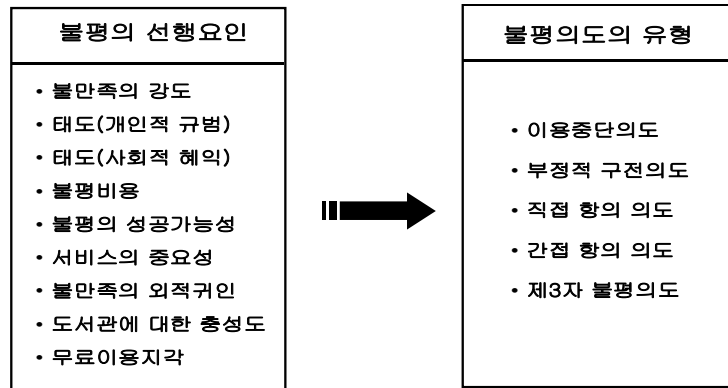 불평의 선행요인
• 불만족의 강도
• 태도(개인적 규범)
• 태도(사회적 혜익)
• 불평비용
• 불평의 성공가능성
• 서비스의 중요성
• 불만족의 외적귀인
• 도서관에 대한 충성도
• 무료이용지각
불평의도의 유형
• 이용중단의도
• 부정적 구전의도
• 직접 항의 의도
• 간접 항의 의도
• 제3자 불평의도